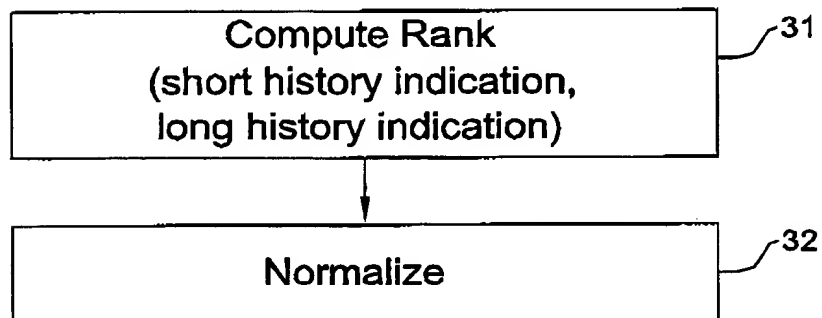 Compute Rank
(short history indication,
long history indication)
31
Normalize
32